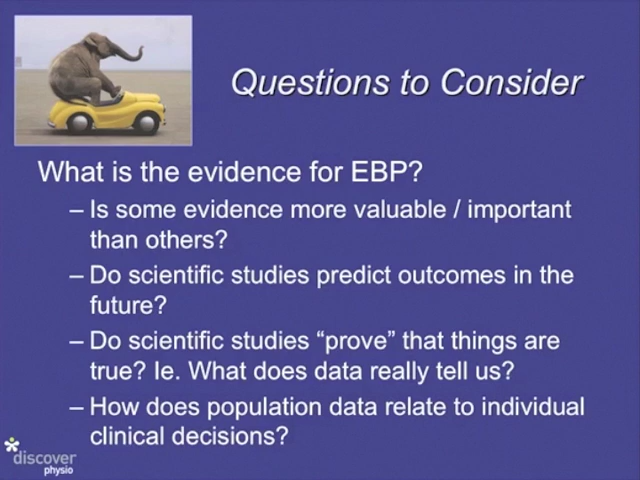 Questions to Consider
What is the evidence for EBP?
– Is some evidence more valuable / important
than others?
– Do scientific studies predict outcomes in the
future?
– Do scientific studies “prove” that things are
true? Ie. What does data really tell us?
– How does population data relate to individual
clinical decisions?
discover
physio